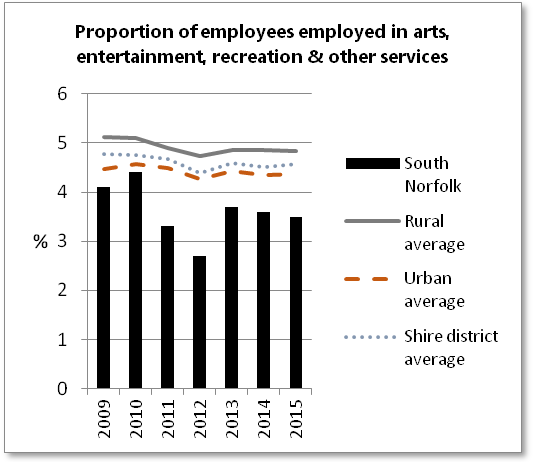 Proportion of employees employed in arts,
entertainment, recreation & other services
6
5
4
3
2
1
0
%
2009
2010
2011
2012
2013
2014
2015
South
Norfolk
Rural
average
Urban
average
Shire district
average